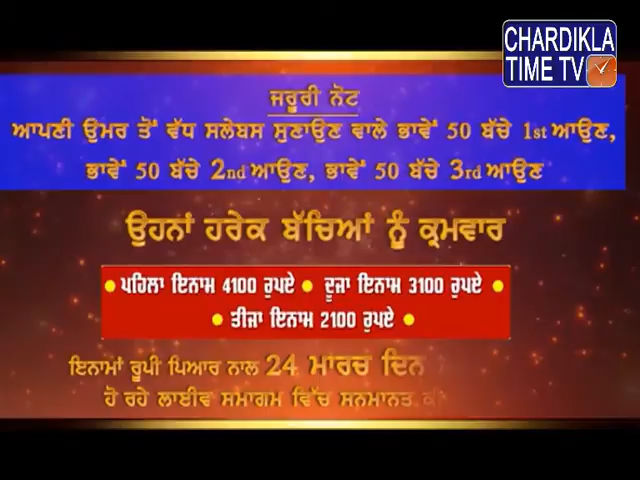 CHARDIKLA
TIME TV
ਜਰੂਰੀ ਨੋਟ
ਆਪਣੀ ਉਮਰ ਤੋਂ ਵੱਧ ਸਲੇਬਸ ਸੁਣਾਉਣ ਵਾਲੇ ਭਾਵੇਂ 50 ਬੱਚੇ 1st ਆਉਣ,
ਭਾਵੇਂ 50 ਬੱਚੇ 2nd ਆਉਣ, ਭਾਵੇਂ 50 ਬੱਚੇ 3rd ਆਉਣ
ਉਹਨਾਂ ਹਰੇਕ ਬੱਚਿਆਂ ਨੂੰ ਕ੍ਰਮਵਾਰ
• ਪਹਿਲਾ ਇਨਾਮ 4100 ਰੁਪਏ • ਦੂਜਾ ਇਨਾਮ 3100 ਰੁਪਏ •
• ਤੀਜਾ ਇਨਾਮ 2100 ਰੁਪਏ •
ਇਨਾਮਾਂ ਰੂਪੀ ਪਿਆਰ ਨਾਲ 24 ਮਾਰਚ ਦਿਨ
ਹੋ ਰਹੇ ਲਾਈਵ ਸਮਾਗਮ ਵਿੱਚ ਸਨਮਾਨਤ